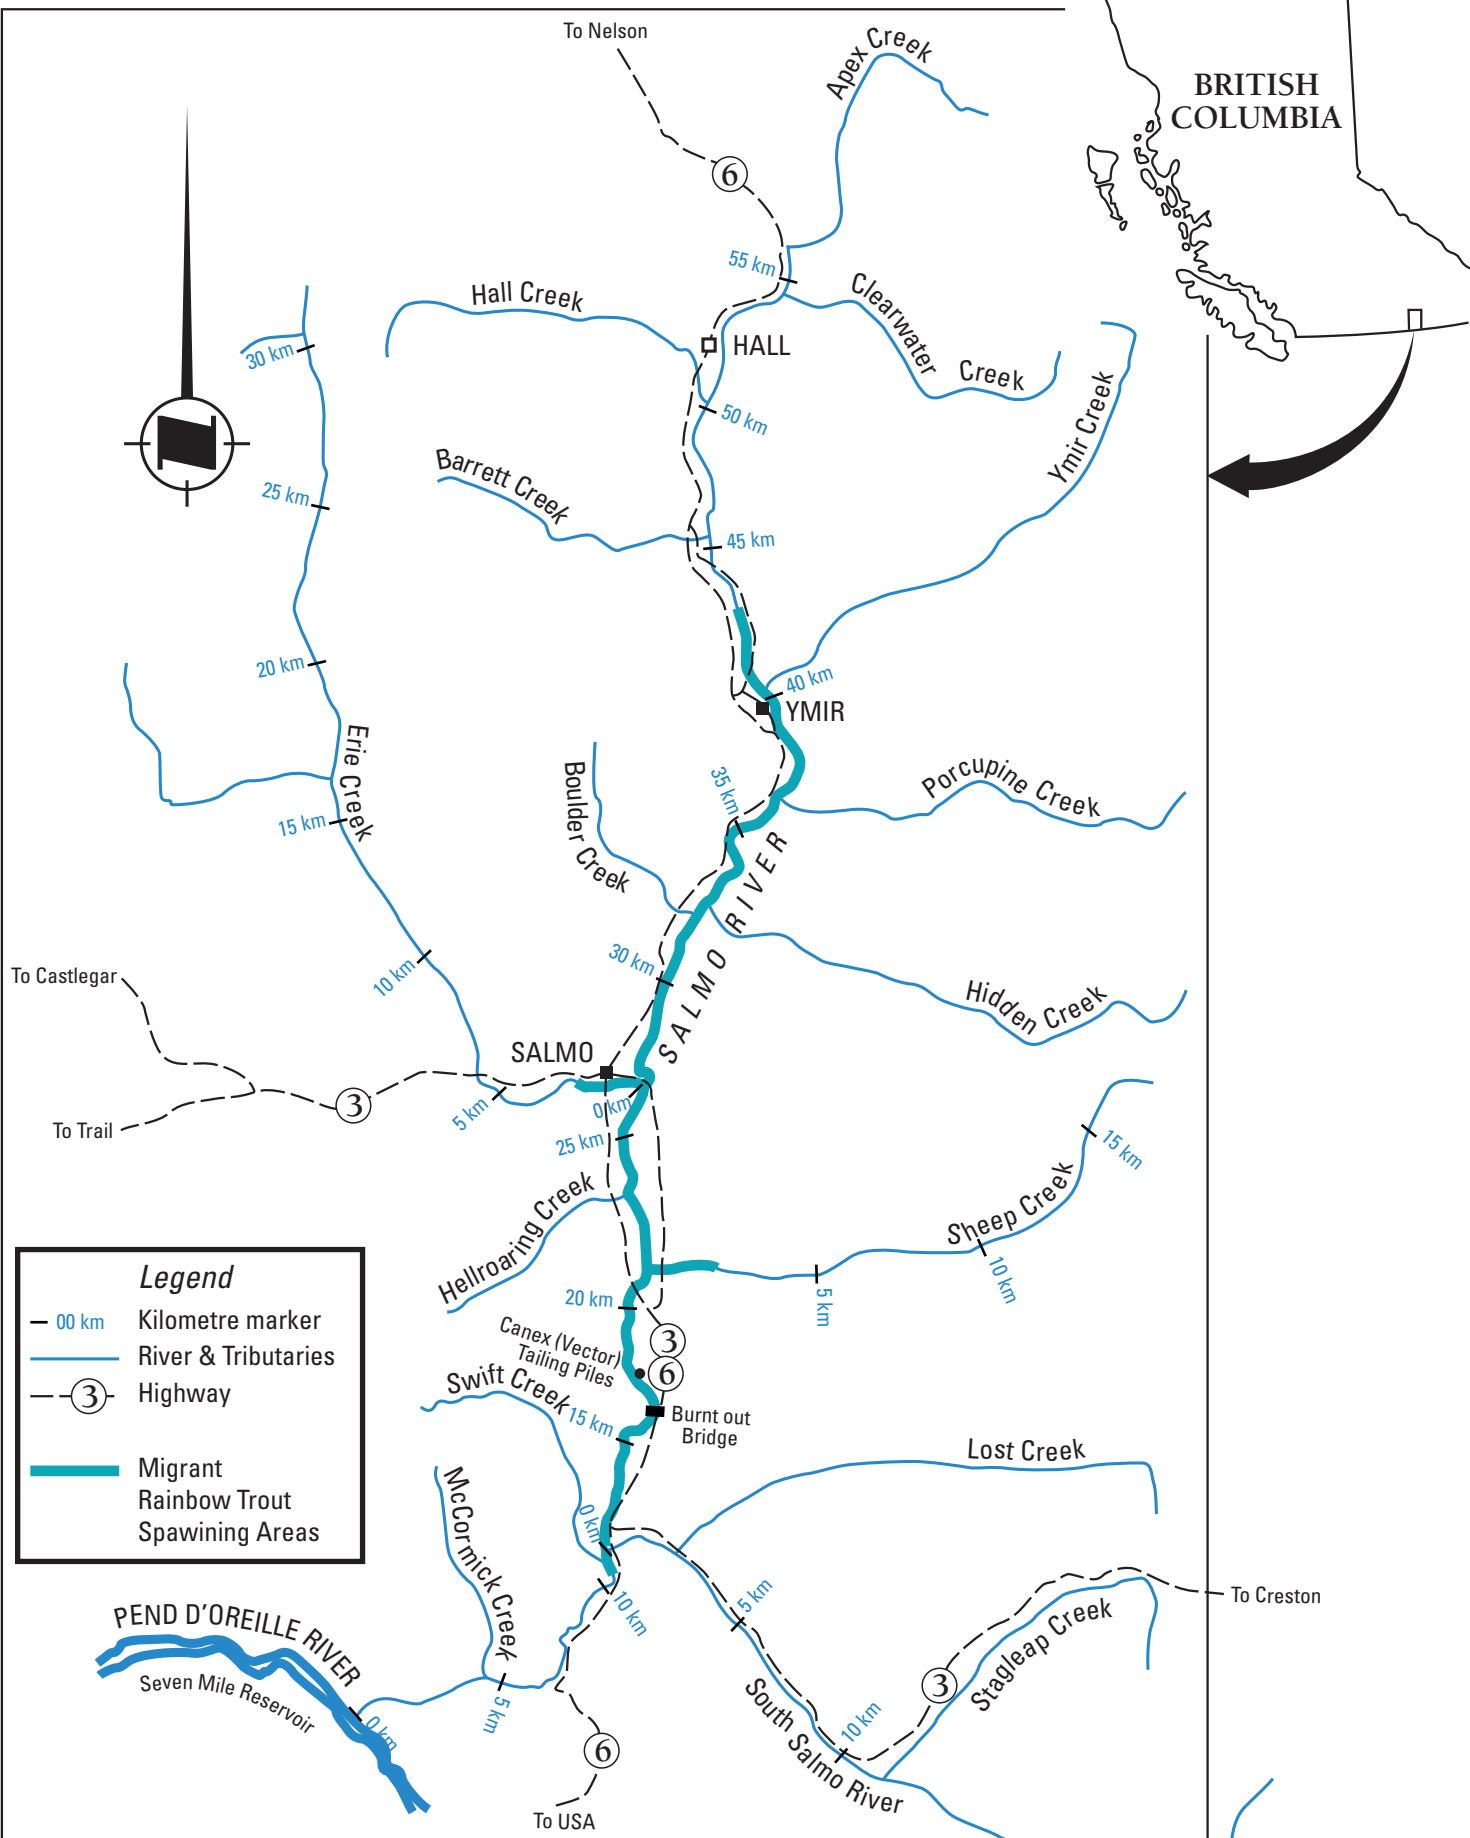 To Nelson
Apex Creek
BRITISH
COLUMBIA
6
55 km
Hall Creek
Clearwater Creek
30 km
HALL
50 km
Ymir Creek
Barrett Creek
25 km
45 km
20 km
40 km
YMIR
Erie Creek
Boulder Creek
35 km
Porcupine Creek
15 km
SALMO RIVER
30 km
10 km
To Castlegar
Hidden Creek
SALMO
3
5 km
0 km
To Trail
25 km
15 km
Sheep Creek
Hellroaring Creek
10 km
5 km
20 km
Legend
00 km Kilometre marker
River & Tributaries
3 Highway
Migrant
Rainbow Trout
Spawining Areas
Canex (Vector)
Tailing Piles
3
6
Swift Creek
15 km
Burnt out
Bridge
Lost Creek
McCormick Creek
0 km
10 km
5 km
To Creston
PEND D'OREILLE RIVER
Seven Mile Reservoir
0 km
5 km
South Salmo River
10 km
3
Stagleap Creek
6
To USA